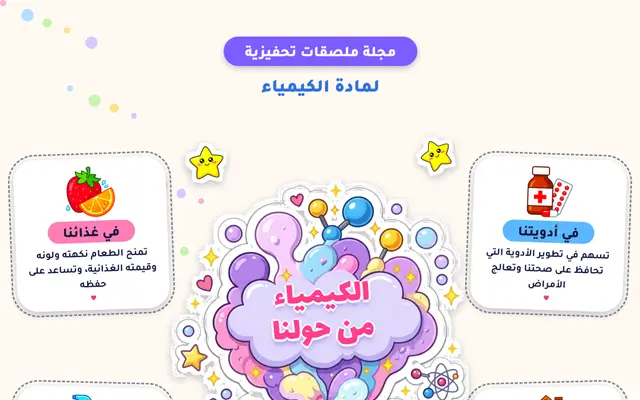 مجلة ملصقات تحفيزية
لمادة الكيمياء
في أدويتنا
تسهم في تطوير الأدوية التي
تحافظ على صحتنا وتعالج
الأمراض
في غذائنا
تمنح الطعام نكهته ولونه
وقيمته الغذائية، وتساعد على
حفظه
الكيمياء
من حولنا